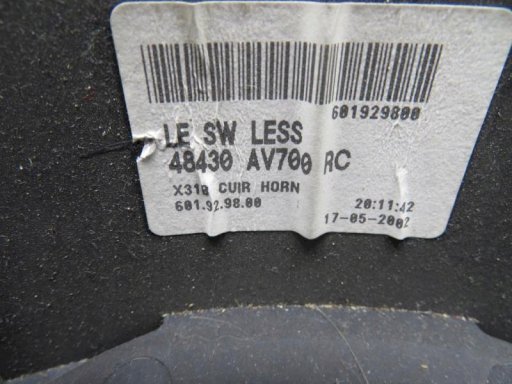 601929800
LE SW LESS
48430 AV700 RC
X310 CUIR HORN
601.92.98.00
20:11:42
17-05-2002